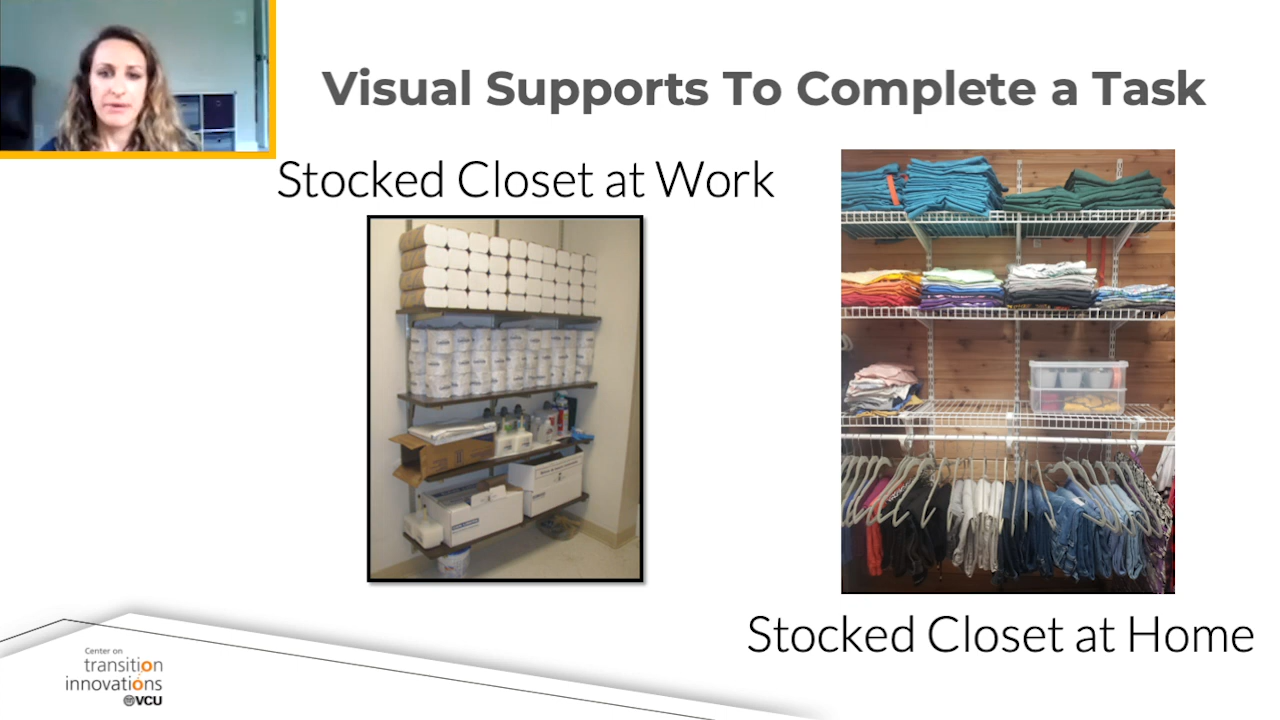 Visual Supports To Complete a Task
Stocked Closet at Work
Stocked Closet at Home
Center on
transition
innovations
@VCU